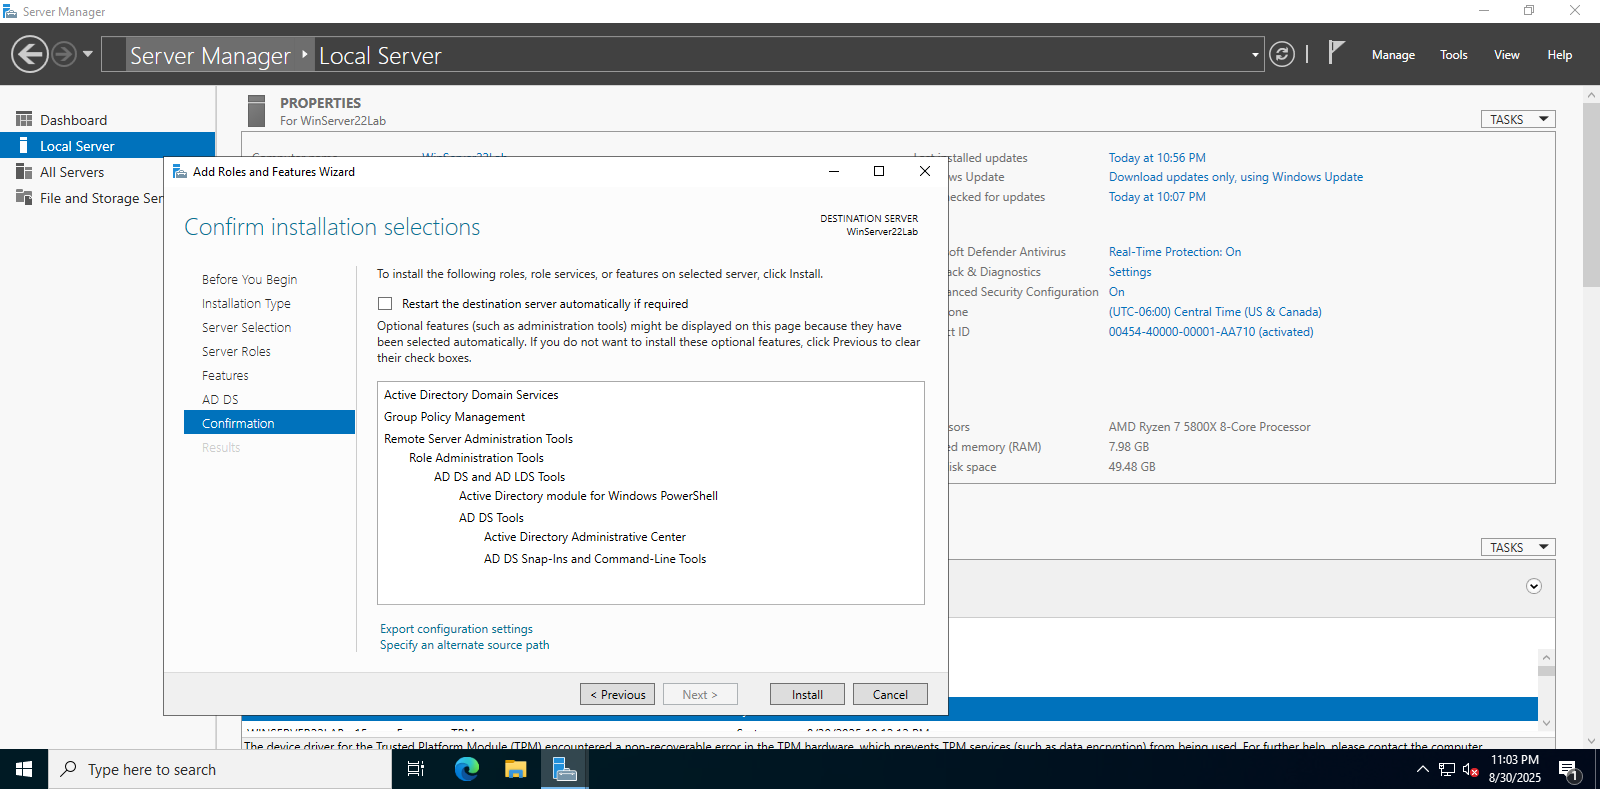 Server Manager
Server Manager
Local Server
Manage
Tools
View
Help
Dashboard
Local Server
All Servers
File and Storage Ser
PROPERTIES
For WinServer22Lab
TASKS
stalled updates
Today at 10:56 PM
ws Update
Download updates only, using Windows Update
ecked for updates
Today at 10:07 PM
oft Defender Antivirus
Real-Time Protection: On
ck & Diagnostics
Settings
anced Security Configuration
On
one
(UTC-06:00) Central Time (US & Canada)
t ID
00454-40000-00001-AA710 (activated)
sors
AMD Ryzen 7 5800X 8-Core Processor
ed memory (RAM)
7.98 GB
isk space
49.48 GB
TASKS
Add Roles and Features Wizard
Confirm installation selections
DESTINATION SERVER
WinServer22Lab
Before You Begin
Installation Type
Server Selection
Server Roles
Features
AD DS
Confirmation
Results
To install the following roles, role services, or features on selected server, click Install.
Restart the destination server automatically if required
Optional features (such as administration tools) might be displayed on this page because they have
been selected automatically. If you do not want to install these optional features, click Previous to clear
their check boxes.
Active Directory Domain Services
Group Policy Management
Remote Server Administration Tools
Role Administration Tools
AD DS and AD LDS Tools
Active Directory module for Windows PowerShell
AD DS Tools
Active Directory Administrative Center
AD DS Snap-Ins and Command-Line Tools
Export configuration settings
Specify an alternate source path
< Previous
Next >
Install
Cancel
The device driver for the Trusted Platform Module (TPM) encountered a non-recoverable error in the TPM hardware, which prevents TPM services (such as data encryption) from being used. For further help, please contact the computer
Type here to search
11:03 PM
8/30/2025
1